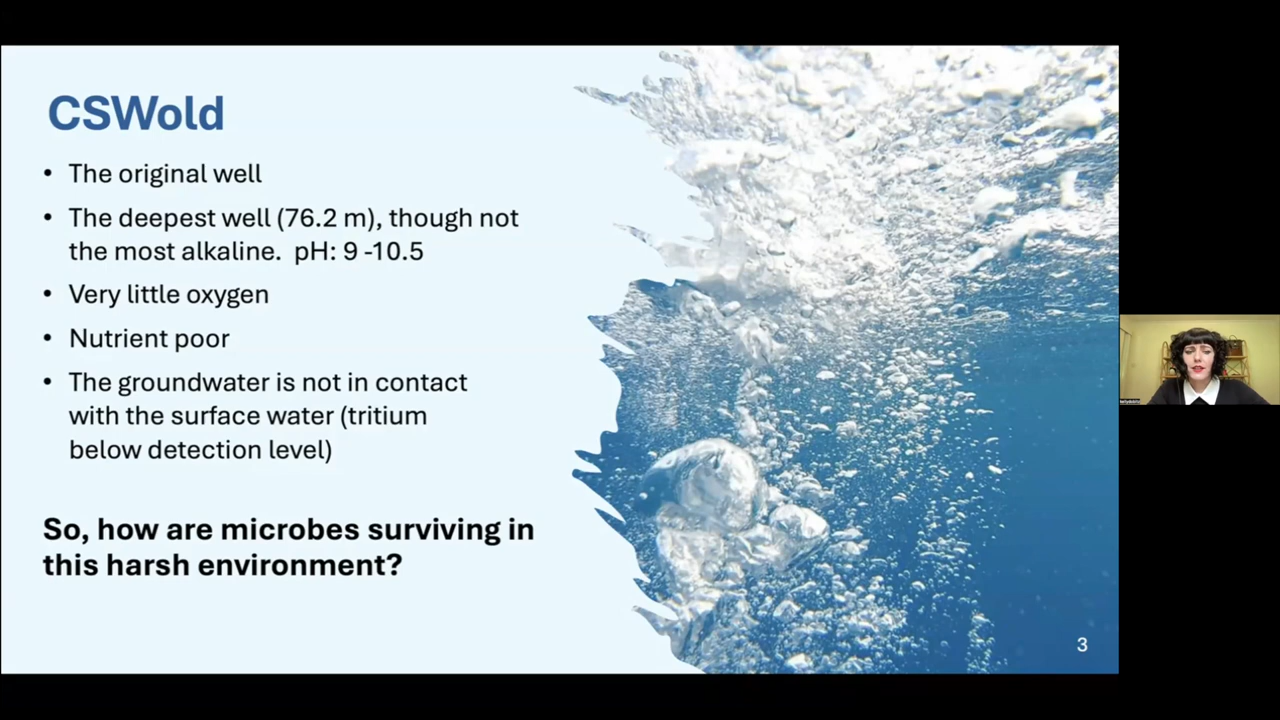 CSWold
• The original well
• The deepest well (76.2 m), though not
the most alkaline. pH: 9 -10.5
• Very little oxygen
• Nutrient poor
• The groundwater is not in contact
with the surface water (tritium
below detection level)
So, how are microbes surviving in
this harsh environment?
3